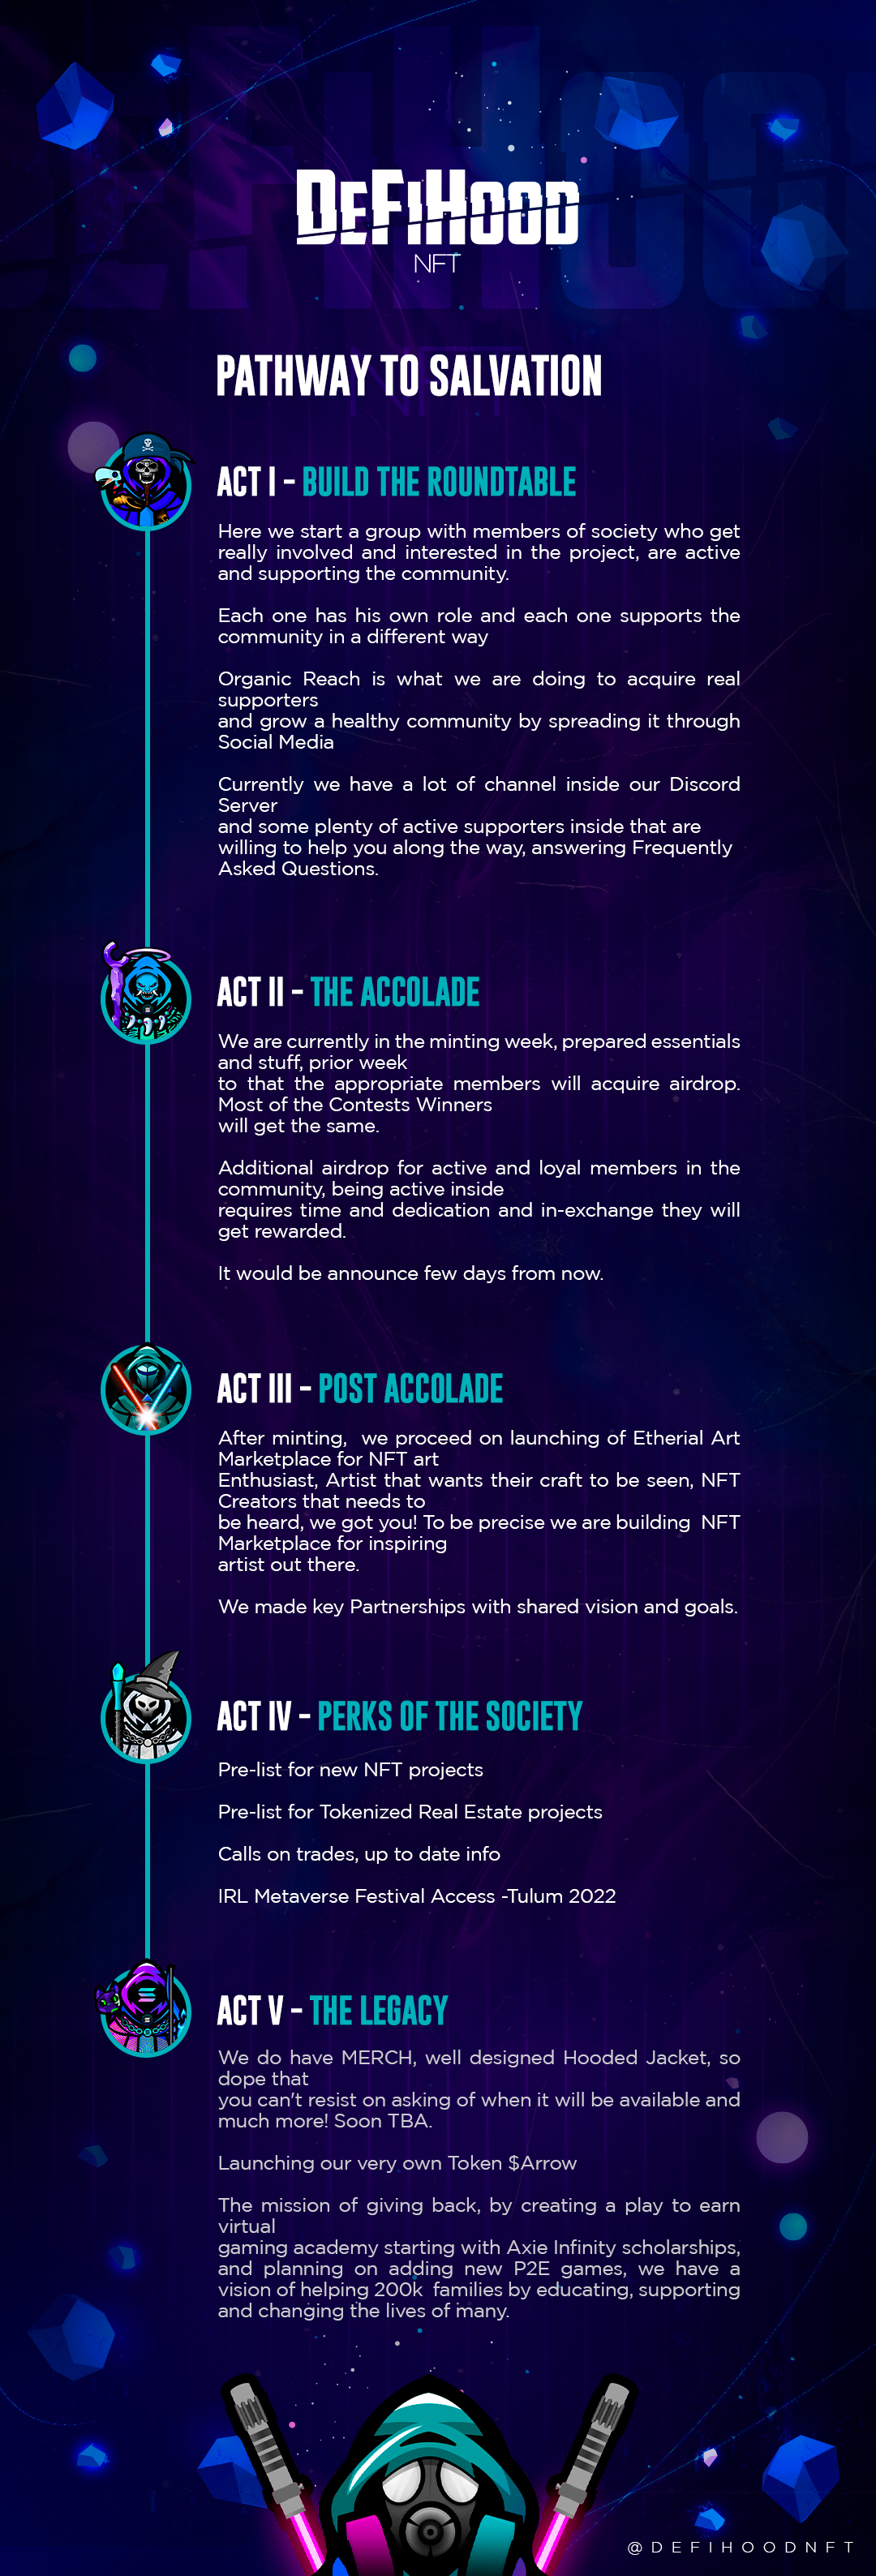 DEFIHOOD
NFT
PATHWAY TO SALVATION
ACT I - BUILD THE ROUNDTABLE
Here we start a group with members of society who get
really involved and interested in the project, are active
and supporting the community.
Each one has his own role and each one supports the
community in a different way
Organic Reach is what we are doing to acquire real
supporters
and grow a healthy community by spreading it through
Social Media
Currently we have a lot of channel inside our Discord
Server
and some plenty of active supporters inside that are
willing to help you along the way, answering Frequently
Asked Questions.
ACT II - THE ACCOLADE
We are currently in the minting week, prepared essentials
and stuff, prior week
to that the appropriate members will acquire airdrop.
Most of the Contests Winners
will get the same.
Additional airdrop for active and loyal members in the
community, being active inside
requires time and dedication and in-exchange they will
get rewarded.
It would be announce few days from now.
ACT III - POST ACCOLADE
After minting, we proceed on launching of Etherial Art
Marketplace for NFT art
Enthusiast, Artist that wants their craft to be seen, NFT
Creators that needs to
be heard, we got you! To be precise we are building NFT
Marketplace for inspiring
artist out there.
We made key Partnerships with shared vision and goals.
ACT IV - PERKS OF THE SOCIETY
Pre-list for new NFT projects
Pre-list for Tokenized Real Estate projects
Calls on trades, up to date info
IRL Metaverse Festival Access -Tulum 2022
ACT V - THE LEGACY
We do have MERCH, well designed Hooded Jacket, so
dope that
you can't resist on asking of when it will be available and
much more! Soon TBA.
Launching our very own Token $Arrow
The mission of giving back, by creating a play to earn
virtual
gaming academy starting with Axie Infinity scholarships,
and planning on adding new P2E games, we have a
vision of helping 200k families by educating, supporting
and changing the lives of many.
@DEFIHOODNFT